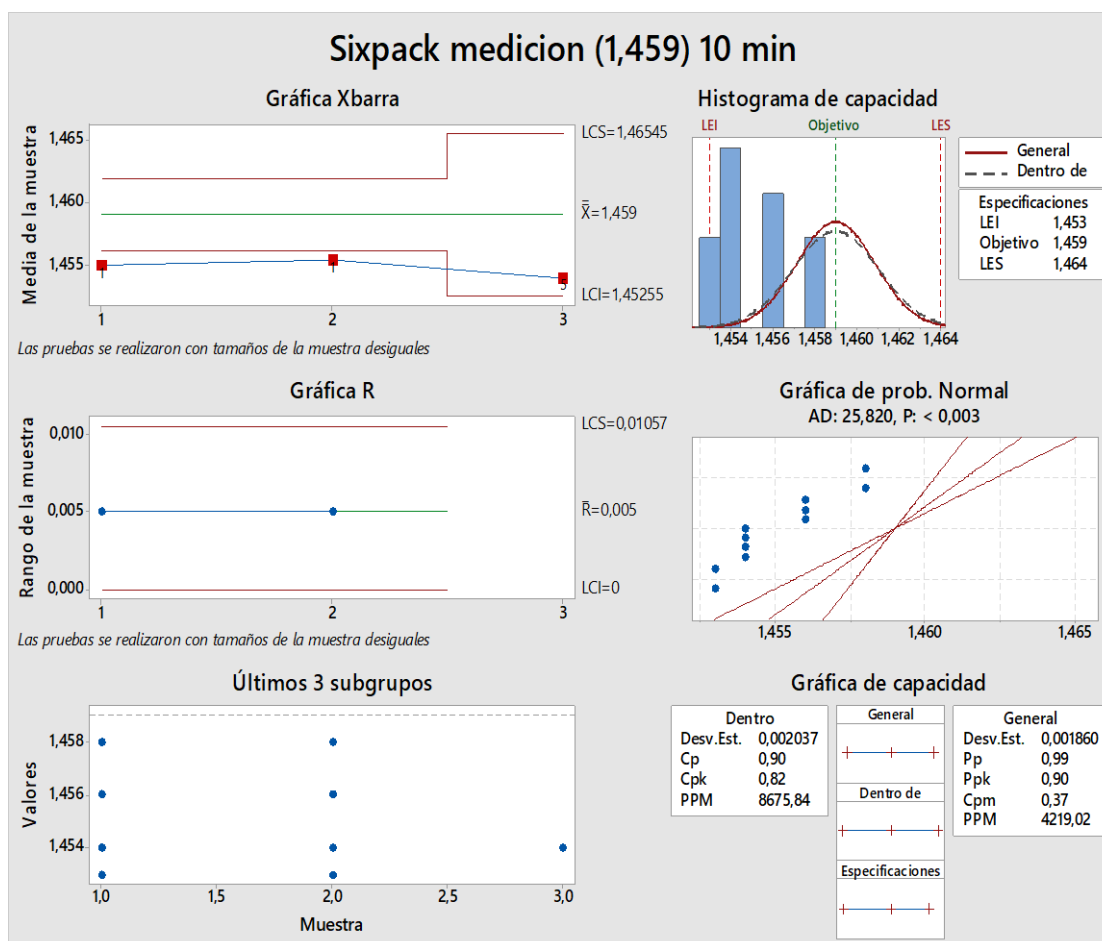 Sixpack medicion (1,459) 10 min
Gráfica Xbarra
Media de la muestra
1,465
1,460
1,455
LCS=1,46545
X=1,459
LCI=1,45255
1
1
5
1
2
3
Las pruebas se realizaron con tamaños de la muestra desiguales
Histograma de capacidad
LEI
Objetivo
LES
1,454 1,456 1,458 1,460 1,462 1,464
General
Dentro de
Especificaciones
LEI 1,453
Objetivo 1,459
LES 1,464
Gráfica R
Rango de la muestra
0,010
0,005
0,000
LCS=0,01057
R=0,005
LCI=0
1
2
3
Las pruebas se realizaron con tamaños de la muestra desiguales
Gráfica de prob. Normal
AD: 25,820, P: < 0,003
1,455
1,460
1,465
Últimos 3 subgrupos
Valores
1,458
1,456
1,454
1,0
1,5
2,0
2,5
3,0
Muestra
Gráfica de capacidad
Dentro
Desv.Est. 0,002037
Cp 0,90
Cpk 0,82
PPM 8675,84
General
Dentro de
Especificaciones
General
Desv.Est. 0,001860
Pp 0,99
Ppk 0,90
Cpm 0,37
PPM 4219,02